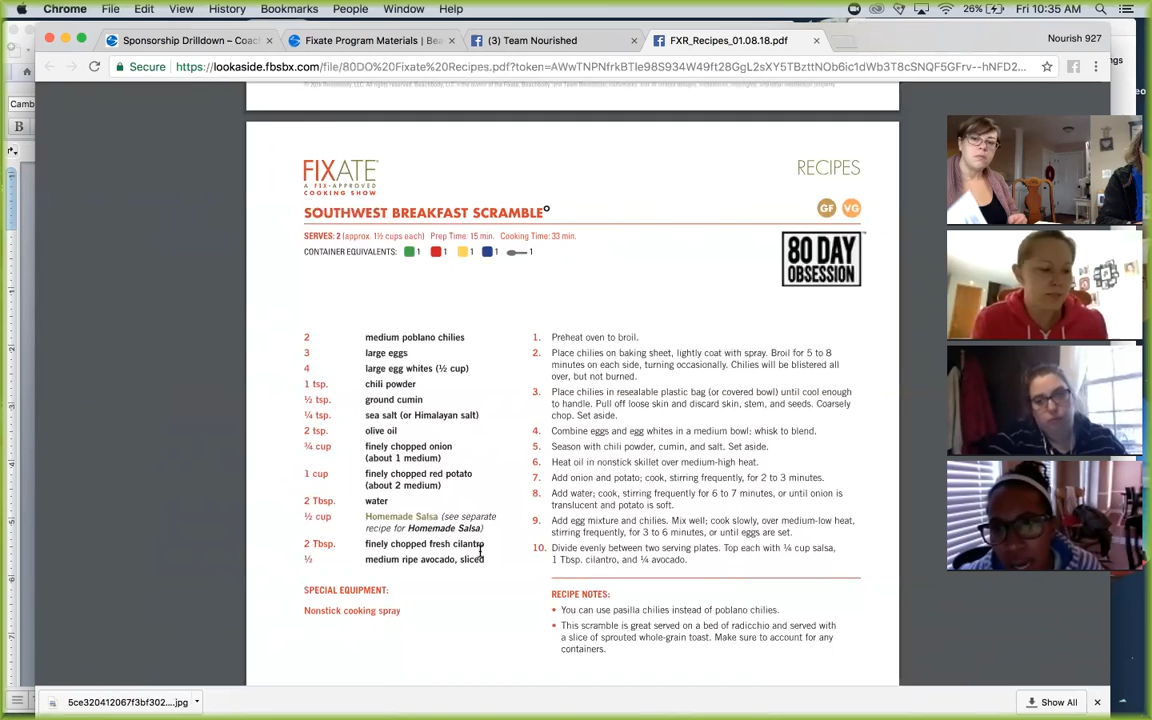 Chrome File Edit View History Bookmarks People Window Help 26% Fri 10:35 AM
Sponsorship Drilldown – Coac × Fixate Program Materials | Bea × (3) Team Nourished × FXR_Recipes_01.08.18.pdf × Nourish 927
Secure https://lookaside.fbsbx.com/file/80DO%20Fixate%20Recipes.pdf?token=
Camb
B
FIXATE
A FIX-APPROVED
COOKING SHOW
RECIPES
SOUTHWEST BREAKFAST SCRAMBLE
GF VG
SERVES: 2 (approx. 1½ cups each) Prep Time: 15 min. Cooking Time: 33 min.
CONTAINER EQUIVALENTS: 1 1 1 1 1
80 DAY
OBSESSION
2 medium poblano chilies
3 large eggs
4 large egg whites (½ cup)
1 tsp. chili powder
½ tsp. ground cumin
¼ tsp. sea salt (or Himalayan salt)
2 tsp. olive oil
¾ cup finely chopped onion
(about 1 medium)
1 cup finely chopped red potato
(about 2 medium)
2 Tbsp. water
½ cup Homemade Salsa (see separate
recipe for Homemade Salsa)
2 Tbsp. finely chopped fresh cilantro
½ medium ripe avocado, sliced
SPECIAL EQUIPMENT:
Nonstick cooking spray
1. Preheat oven to broil.
2. Place chilies on baking sheet, lightly coat with spray. Broil for 5 to 8
minutes on each side, turning occasionally. Chilies will be blistered all
over, but not burned.
3. Place chilies in resealable plastic bag (or covered bowl) until cool enough
to handle. Pull off loose skin and discard skin, stem, and seeds. Coarsely
chop. Set aside.
4. Combine eggs and egg whites in a medium bowl; whisk to blend.
5. Season with chili powder, cumin, and salt. Set aside.
6. Heat oil in nonstick skillet over medium-high heat.
7. Add onion and potato; cook, stirring frequently, for 2 to 3 minutes.
8. Add water; cook, stirring frequently for 6 to 7 minutes, or until onion is
translucent and potato is soft.
9. Add egg mixture and chilies. Mix well; cook slowly, over medium-low heat,
stirring frequently, for 3 to 6 minutes, or until eggs are set.
10. Divide evenly between two serving plates. Top each with ¼ cup salsa,
1 Tbsp. cilantro, and ¼ avocado.
RECIPE NOTES:
• You can use pasilla chilies instead of poblano chilies.
• This scramble is great served on a bed of radicchio and served with
a slice of sprouted whole-grain toast. Make sure to account for any
containers.
5ce320412067f3bf302....jpg Show All